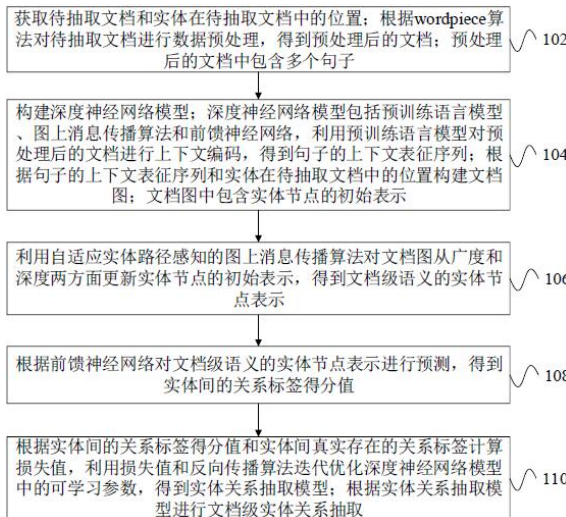 获取待抽取文档和实体在待抽取文档中的位置；根据wordpiece算
法对待抽取文档进行数据预处理，得到预处理后的文档；预处理
后的文档中包含多个句子
102
构建深度神经网络模型；深度神经网络模型包括预训练语言模型
、图上消息传播算法和前馈神经网络，利用预训练语言模型对预
处理后的文档进行上下文编码，得到句子的上下文表征序列；根
据句子的上下文表征序列和实体在待抽取文档中的位置构建文档
图；文档图中包含实体节点的初始表示
104
利用自适应实体路径感知的图上消息传播算法对文档图从广度和
深度两方面更新实体节点的初始表示，得到文档级语义的实体节
点表示
106
根据前馈神经网络对文档级语义的实体节点表示进行预测，得到
实体间的关系标签得分值
108
根据实体间的关系标签得分值和实体间真实存在的关系标签计算
损失值，利用损失值和反向传播算法迭代优化深度神经网络模型
中的可学习参数，得到实体关系抽取模型；根据实体关系抽取模
型进行文档级实体关系抽取
110